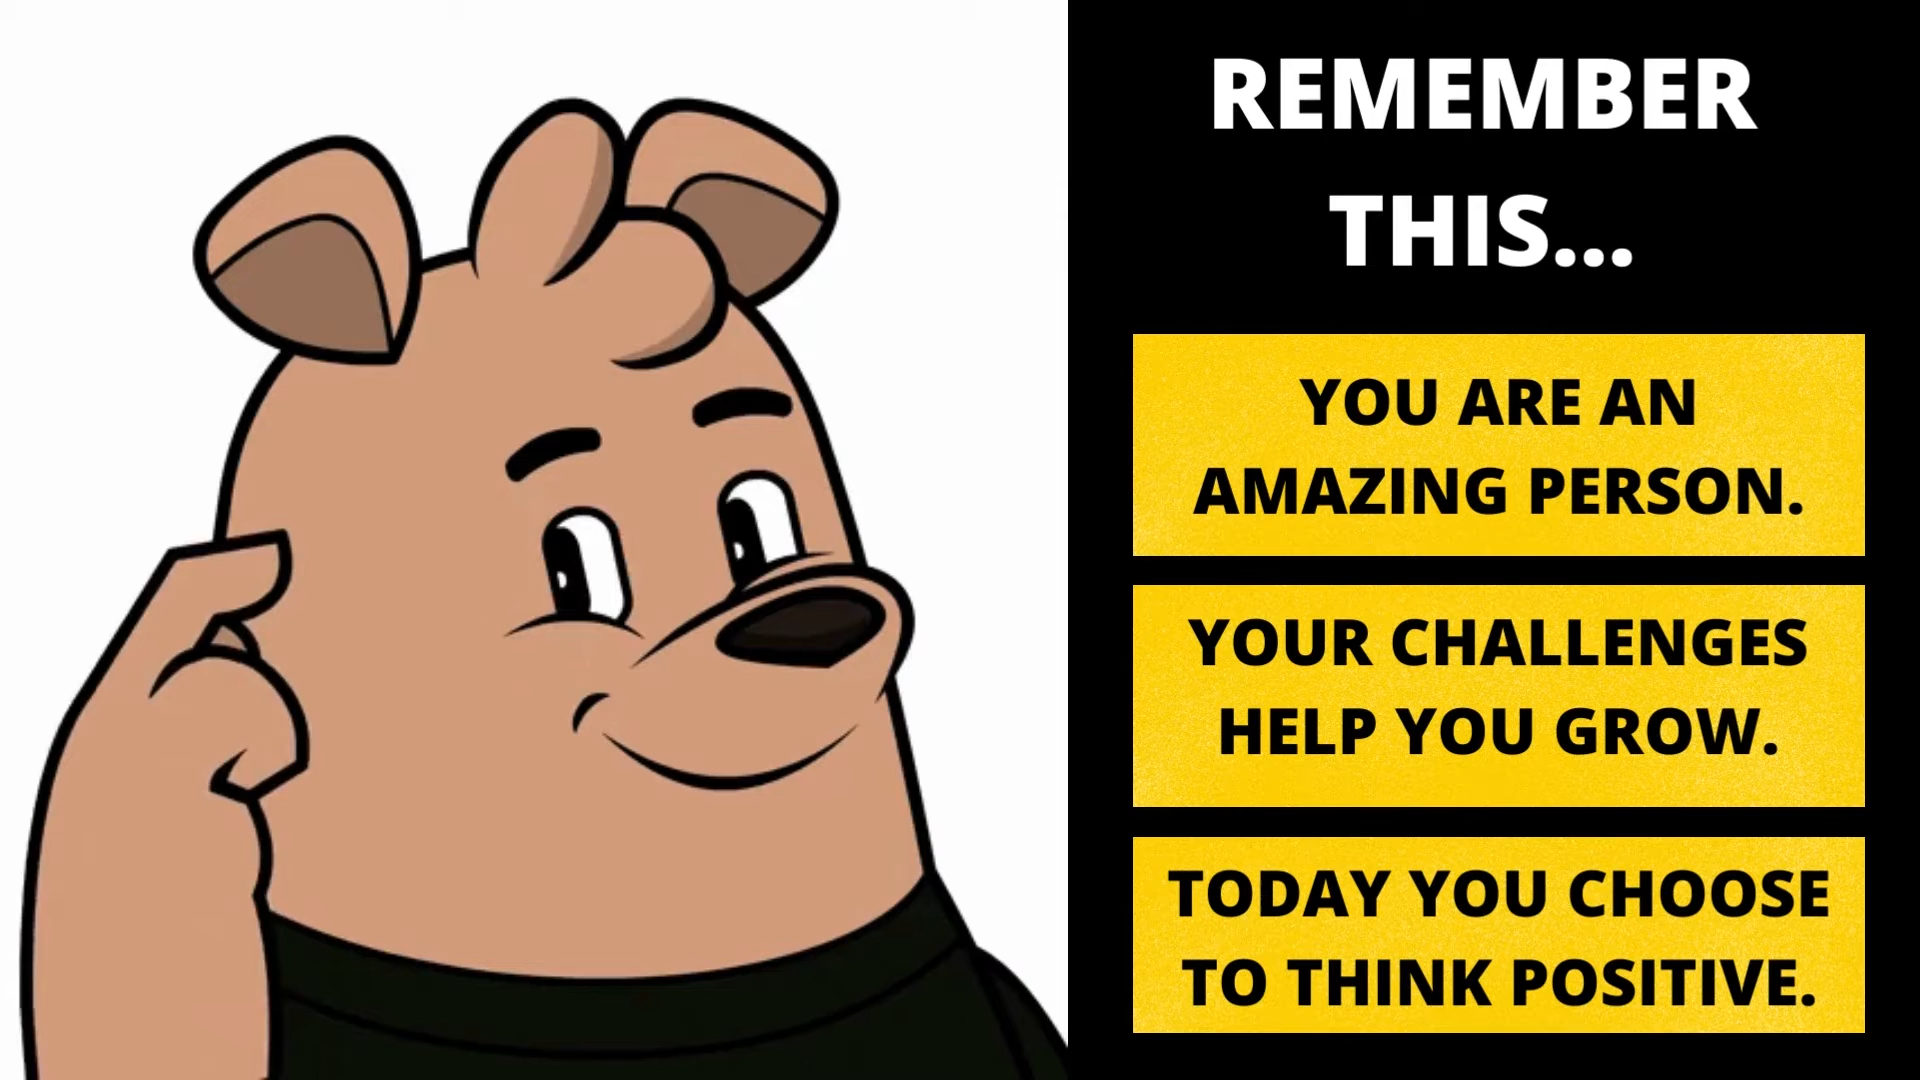 REMEMBER
THIS...
YOU ARE AN
AMAZING PERSON.
YOUR CHALLENGES
HELP YOU GROW.
TODAY YOU CHOOSE
TO THINK POSITIVE.